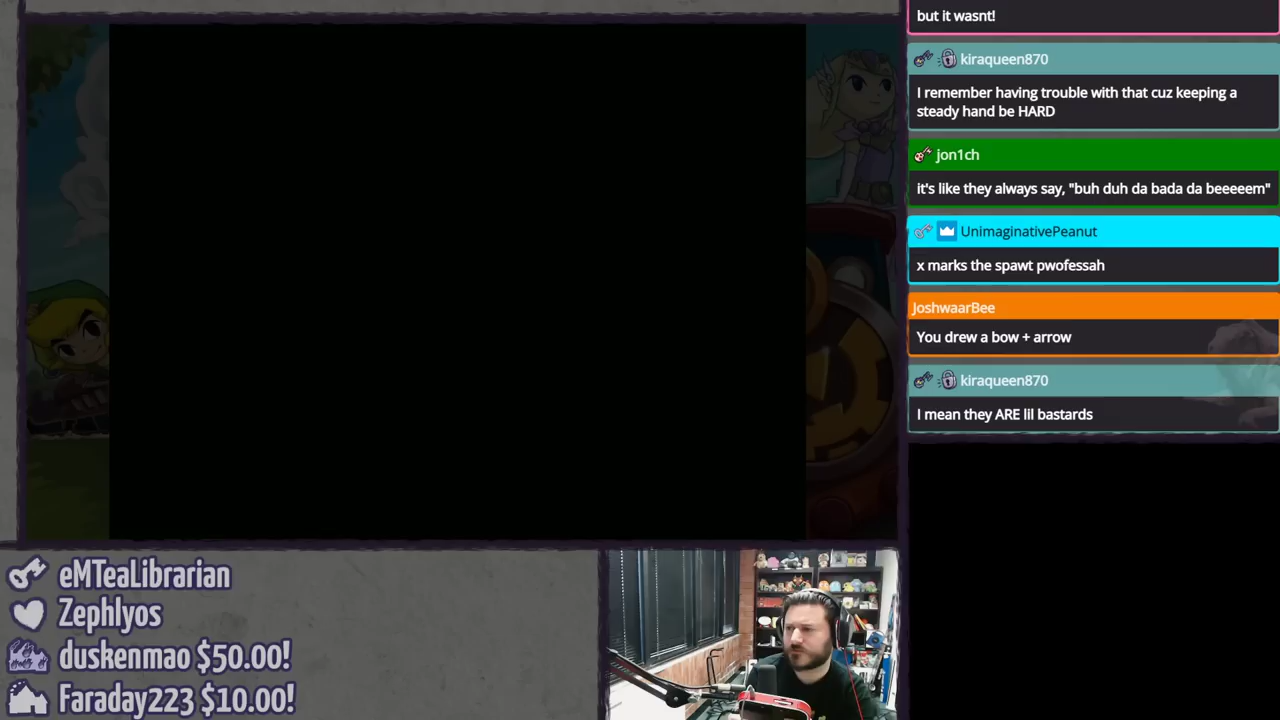 but it wasnt!
kiraqueen870
I remember having trouble with that cuz keeping a
steady hand be HARD
jon1ch
it's like they always say, "buh duh da bada da beeeeem"
UnimaginativePeanut
x marks the spawt pwofessah
JoshwaarBee
You drew a bow + arrow
kiraqueen870
I mean they ARE lil bastards
eMTeaLibrarian
Zephlyos
duskenmao $50.00!
Faraday223 $10.00!